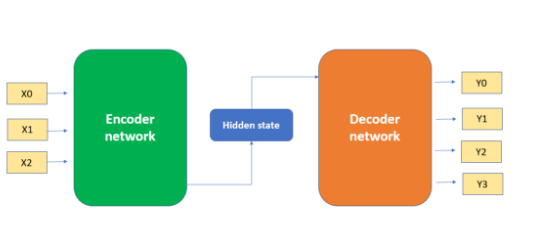 X0
X1
X2
Encoder
network
Hidden state
Decoder
network
Y0
Y1
Y2
Y3